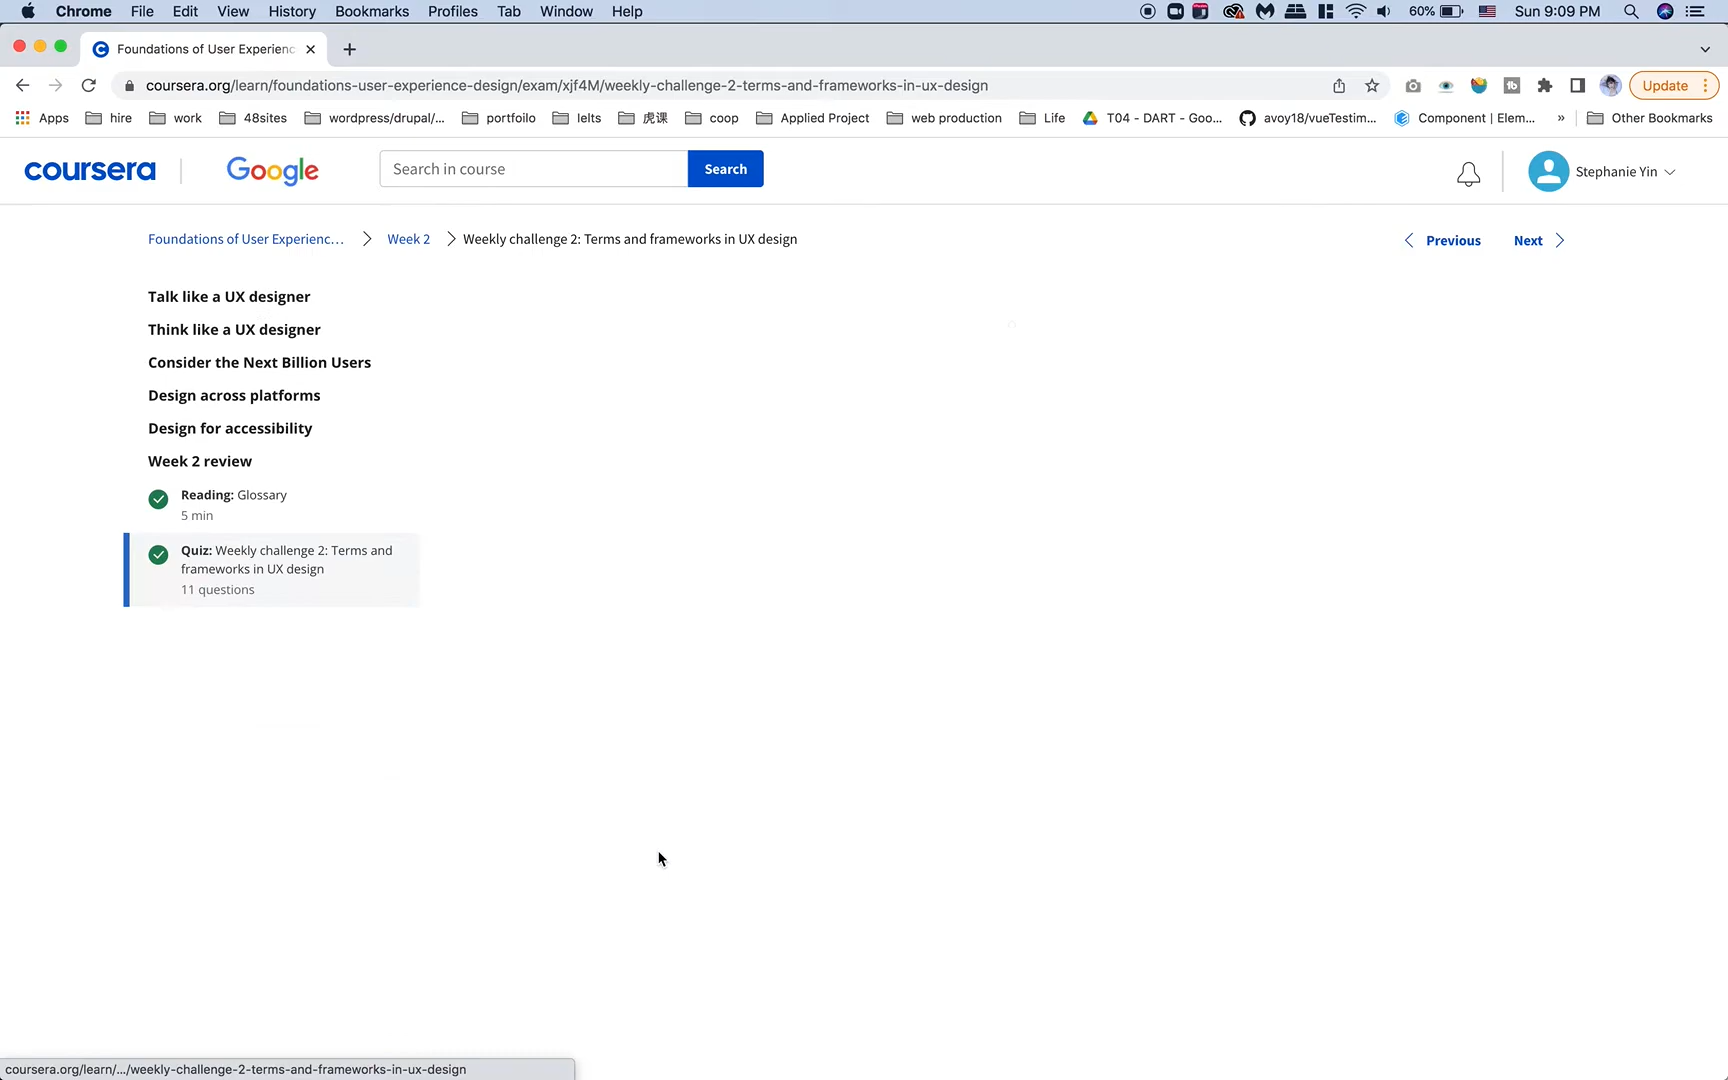 Chrome File Edit View History Bookmarks Profiles Tab Window Help 60% Sun 9:09 PM
Foundations of User Experienc
coursera.org/learn/foundations-user-experience-design/exam/xjf4M/weekly-challenge-2-terms-and-frameworks-in-ux-design Update
Apps hire work 48sites wordpress/drupal/... portfoilo Ielts 虎课 coop Applied Project web production Life T04 - DART - Goo... avoy18/vueTestim... Component | Elem... » Other Bookmarks
coursera Google Search in course Search Stephanie Yin
Foundations of User Experienc... Week 2 Weekly challenge 2: Terms and frameworks in UX design Previous Next
Talk like a UX designer
Think like a UX designer
Consider the Next Billion Users
Design across platforms
Design for accessibility
Week 2 review
Reading: Glossary
5 min
Quiz: Weekly challenge 2: Terms and
frameworks in UX design
11 questions
coursera.org/learn/.../weekly-challenge-2-terms-and-frameworks-in-ux-design